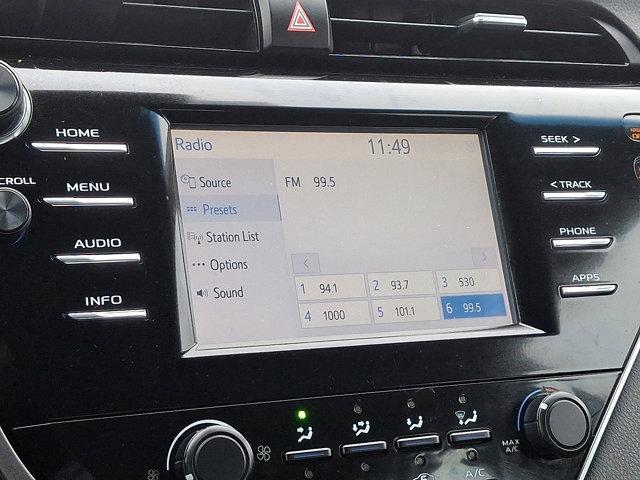 HOME
SCROLL
MENU
AUDIO
INFO
Radio 11:49
Source
Presets
Station List
Options
Sound
FM 99.5
1 94.1 2 93.7 3 530
4 1000 5 101.1 6 99.5
SEEK >
< TRACK
PHONE
APPS
MAX
A/C
A/C